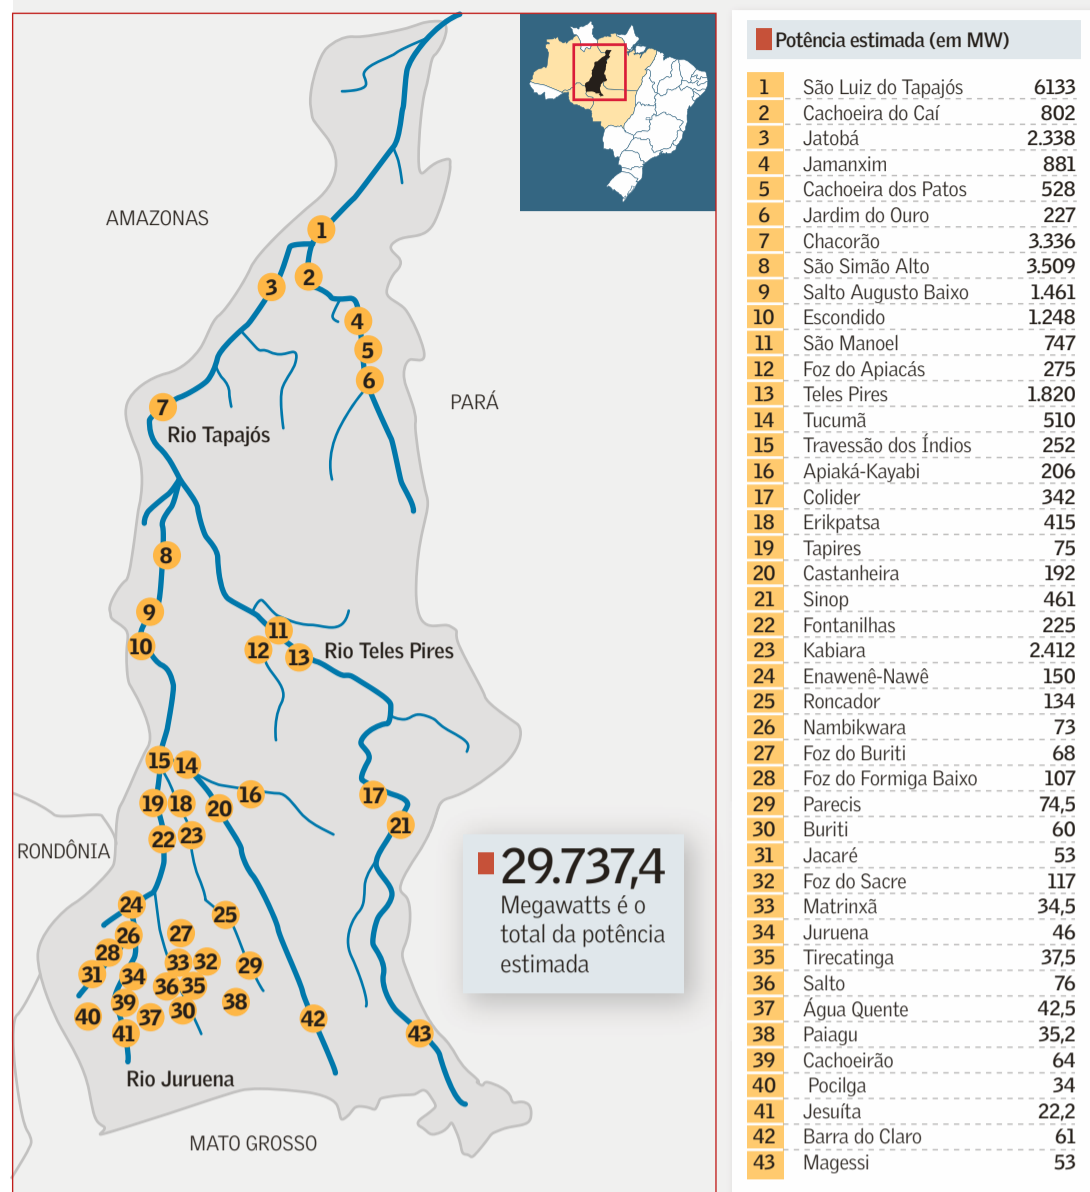 AMAZONAS
PARÁ
Rio Tapajós
Rio Teles Pires
RONDÔNIA
Rio Juruena
MATO GROSSO
1
2
3
4
5
6
7
8
9
10
11
12
13
15
14
16
17
19
18
20
21
22
23
24
25
26
27
28
33
32
29
31
34
36
35
39
38
40
37
30
42
41
43
29.737,4
Megawatts é o
total da potência
estimada
Potência estimada (em MW)
1 São Luiz do Tapajós 6133
2 Cachoeira do Caí 802
3 Jatobá 2.338
4 Jamanxim 881
5 Cachoeira dos Patos 528
6 Jardim do Ouro 227
7 Chacorão 3.336
8 São Simão Alto 3.509
9 Salto Augusto Baixo 1.461
10 Escondido 1.248
11 São Manoel 747
12 Foz do Apiacás 275
13 Teles Pires 1.820
14 Tucumã 510
15 Travessão dos Índios 252
16 Apiaká-Kayabi 206
17 Colider 342
18 Erikpatsa 415
19 Tapires 75
20 Castanheira 192
21 Sinop 461
22 Fontanilhas 225
23 Kabiara 2.412
24 Enawenê-Nawê 150
25 Roncador 134
26 Nambikwara 73
27 Foz do Buriti 68
28 Foz do Formiga Baixo 107
29 Parecis 74,5
30 Buriti 60
31 Jacaré 53
32 Foz do Sacre 117
33 Matrinxã 34,5
34 Juruena 46
35 Tirecatinga 37,5
36 Salto 76
37 Água Quente 42,5
38 Paiagu 35,2
39 Cachoeirão 64
40 Pocilga 34
41 Jesuíta 22,2
42 Barra do Claro 61
43 Magessi 53